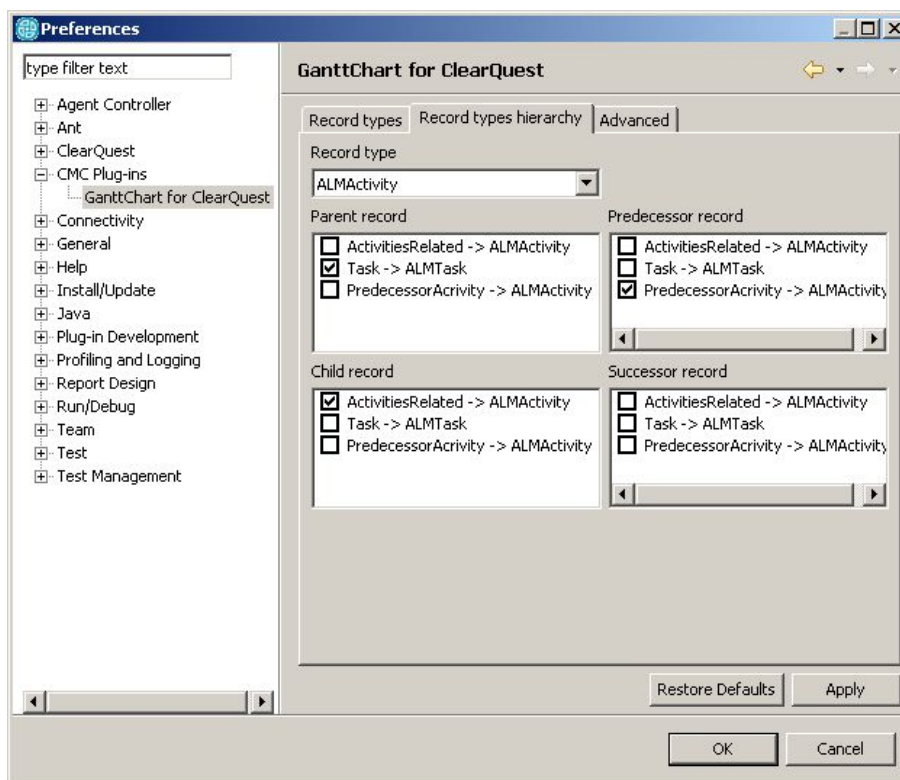 Preferences
type filter text
Agent Controller
Ant
ClearQuest
CMC Plug-ins
GanttChart for ClearQuest
Connectivity
General
Help
Install/Update
Java
Plug-in Development
Profiling and Logging
Report Design
Run/Debug
Team
Test
Test Management
GanttChart for ClearQuest
Record types
Record types hierarchy
Advanced
Record type
ALMActivity
Parent record
ActivitiesRelated -> ALMActivity
Task -> ALMTask
PredecessorAcrivity -> ALMActivity
Predecessor record
ActivitiesRelated -> ALMActivity
Task -> ALMTask
PredecessorAcrivity -> ALMActivity
Child record
ActivitiesRelated -> ALMActivity
Task -> ALMTask
PredecessorAcrivity -> ALMActivity
Successor record
ActivitiesRelated -> ALMActivity
Task -> ALMTask
PredecessorAcrivity -> ALMActivity
Restore Defaults
Apply
OK
Cancel